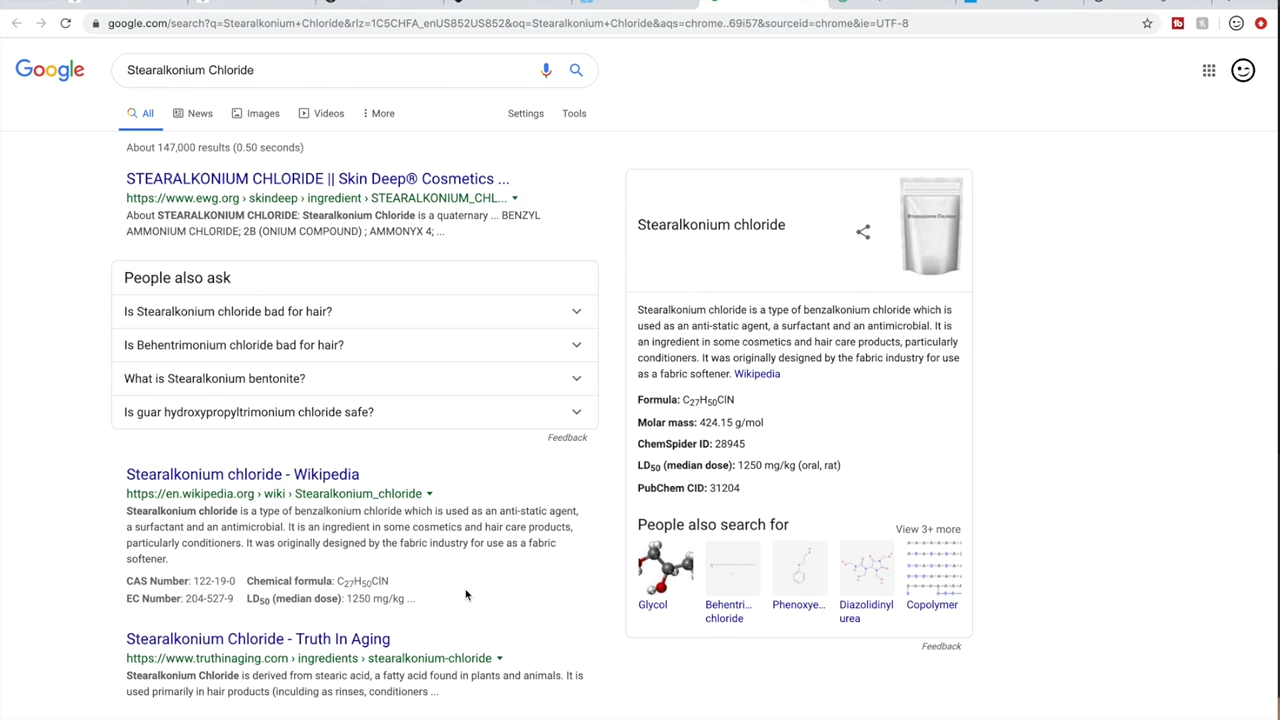 google.com/search?q=Stearalkonium+Chloride&rlz=1C5CHFA_enUS852US852&oq=Stearalkonium+Chloride&aqs=chrome..69i57&sourceid=chrome&ie=UTF-8
Google
Stearalkonium Chloride
All News Images Videos More Settings Tools
About 147,000 results (0.50 seconds)
STEARALKONIUM CHLORIDE || Skin Deep® Cosmetics ...
https://www.ewg.org › skindeep › ingredient › STEARALKONIUM_CHL...
About STEARALKONIUM CHLORIDE: Stearalkonium Chloride is a quaternary ... BENZYL
AMMONIUM CHLORIDE; 2B (ONIUM COMPOUND) ; AMMONYX 4; ...
People also ask
Is Stearalkonium chloride bad for hair?
Is Behentrimonium chloride bad for hair?
What is Stearalkonium bentonite?
Is guar hydroxypropyltrimonium chloride safe?
Feedback
Stearalkonium chloride - Wikipedia
https://en.wikipedia.org › wiki › Stearalkonium_chloride
Stearalkonium chloride is a type of benzalkonium chloride which is used as an anti-static agent,
a surfactant and an antimicrobial. It is an ingredient in some cosmetics and hair care products,
particularly conditioners. It was originally designed by the fabric industry for use as a fabric
softener.
CAS Number: 122-19-0 Chemical formula: C27H50ClN
EC Number: 204-527-9 LD50 (median dose): 1250 mg/kg ...
Stearalkonium Chloride - Truth In Aging
https://www.truthinaging.com › ingredients › stearalkonium-chloride
Stearalkonium Chloride is derived from stearic acid, a fatty acid found in plants and animals. It is
used primarily in hair products (inculding as rinses, conditioners ...
Stearalkonium chloride
Stearalkonium chloride is a type of benzalkonium chloride which is
used as an anti-static agent, a surfactant and an antimicrobial. It is
an ingredient in some cosmetics and hair care products, particularly
conditioners. It was originally designed by the fabric industry for use
as a fabric softener. Wikipedia
Formula: C27H50ClN
Molar mass: 424.15 g/mol
ChemSpider ID: 28945
LD50 (median dose): 1250 mg/kg (oral, rat)
PubChem CID: 31204
People also search for
View 3+ more
Glycol Behentri... Phenoxye... Diazolidinyl Copolymer
chloride urea
Feedback